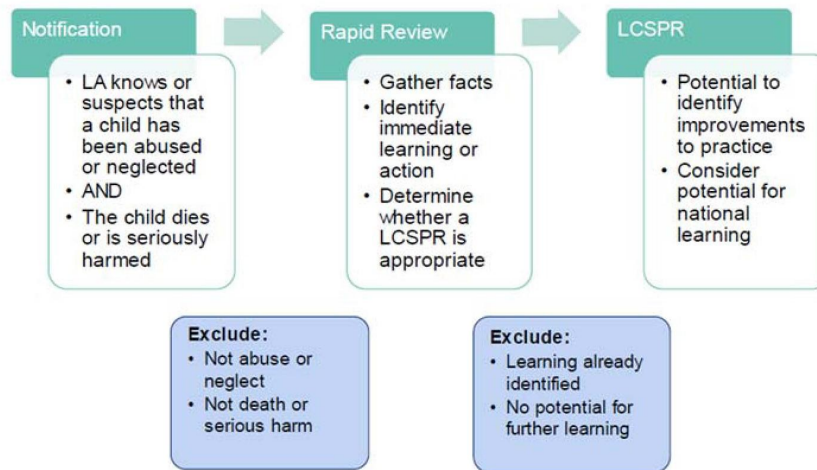 Notification
• LA knows or
suspects that
a child has
been abused
or neglected
• AND
• The child dies
or is seriously
harmed
Rapid Review
• Gather facts
• Identify
immediate
learning or
action
• Determine
whether a
LCSPR is
appropriate
LCSPR
• Potential to
identify
improvements
to practice
• Consider
potential for
national
learning
Exclude:
• Not abuse or
neglect
• Not death or
serious harm
Exclude:
• Learning already
identified
• No potential for
further learning